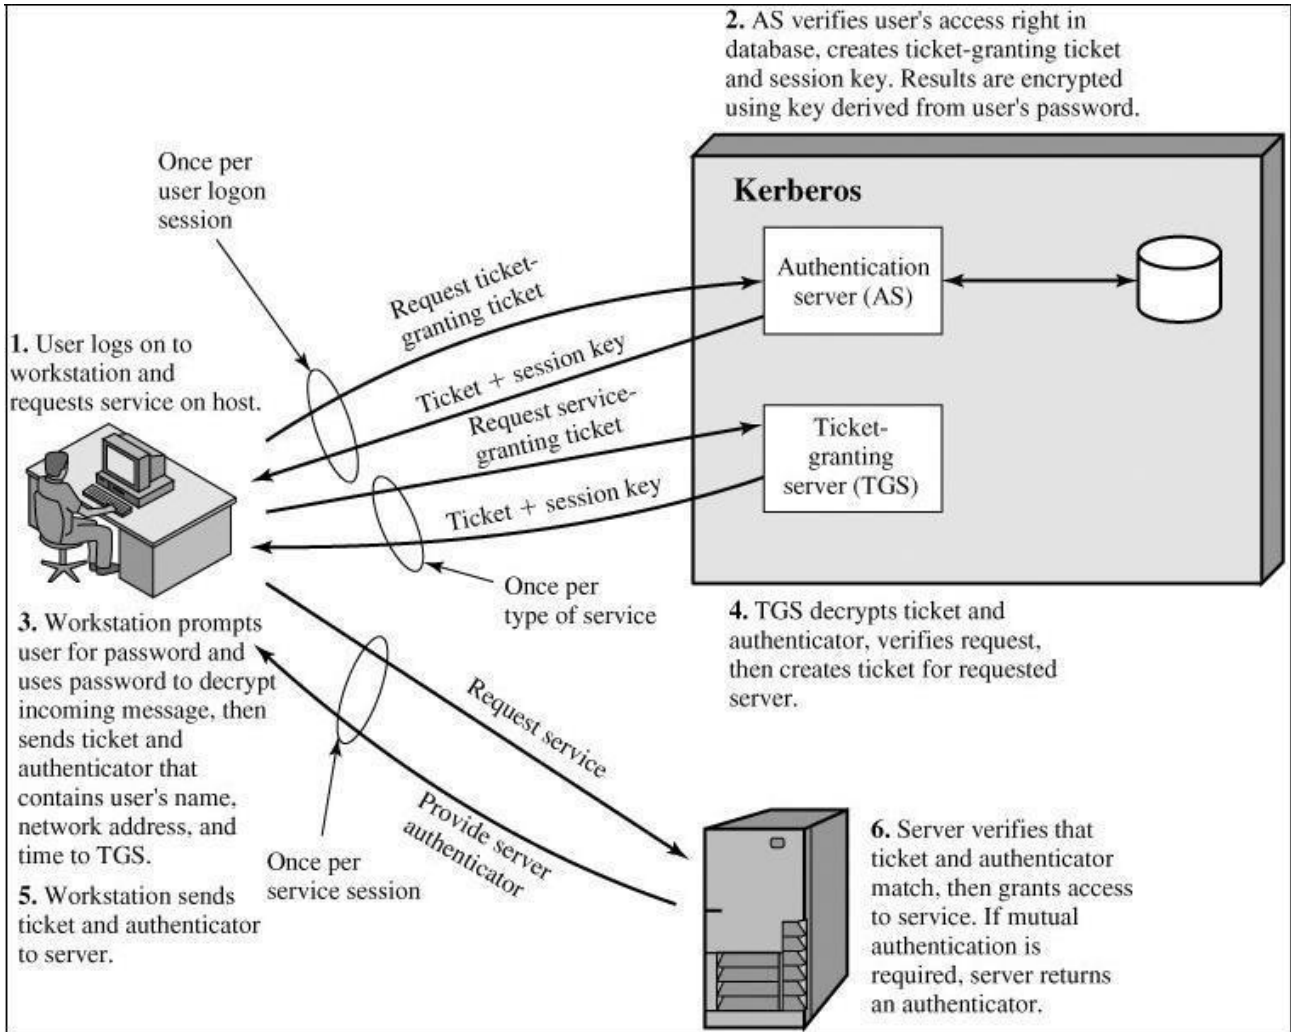 2. AS verifies user's access right in
database, creates ticket-granting ticket
and session key. Results are encrypted
using key derived from user's password.
Once per
user logon
session
Kerberos
Authentication
server (AS)
Request ticket-
granting ticket
1. User logs on to
workstation and
requests service on host.
Ticket + session key
Request service-
granting ticket
Ticket-
granting
server (TGS)
Ticket + session key
Once per
type of service
3. Workstation prompts
user for password and
uses password to decrypt
incoming message, then
sends ticket and
authenticator that
contains user's name,
network address, and
time to TGS.
4. TGS decrypts ticket and
authenticator, verifies request,
then creates ticket for requested
server.
Request service
Provide server
authenticator
Once per
service session
5. Workstation sends
ticket and authenticator
to server.
6. Server verifies that
ticket and authenticator
match, then grants access
to service. If mutual
authentication is
required, server returns
an authenticator.